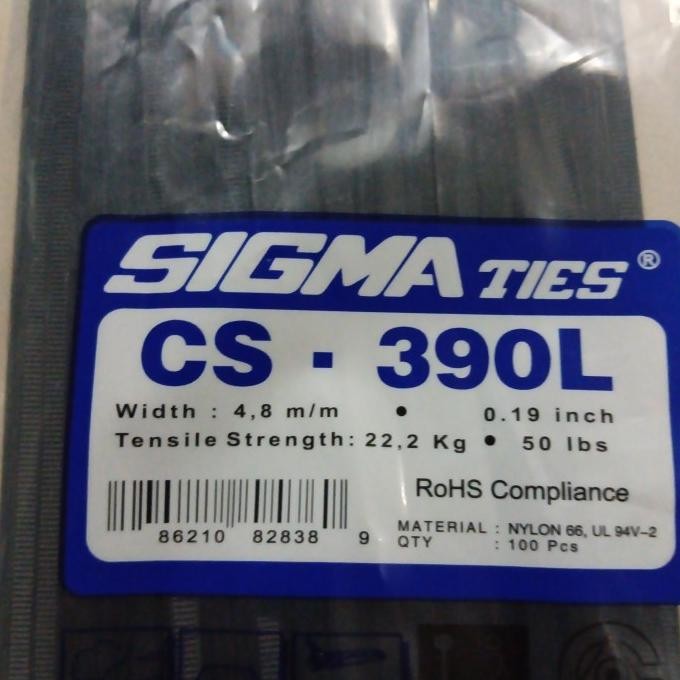 SIGMA TIES ®
CS - 390L
Width : 4,8 m/m • 0.19 inch
Tensile Strength: 22,2 Kg • 50 lbs
RoHS Compliance
86210 82838 9
MATERIAL : NYLON 66, UL 94V-2
QTY : 100 Pcs